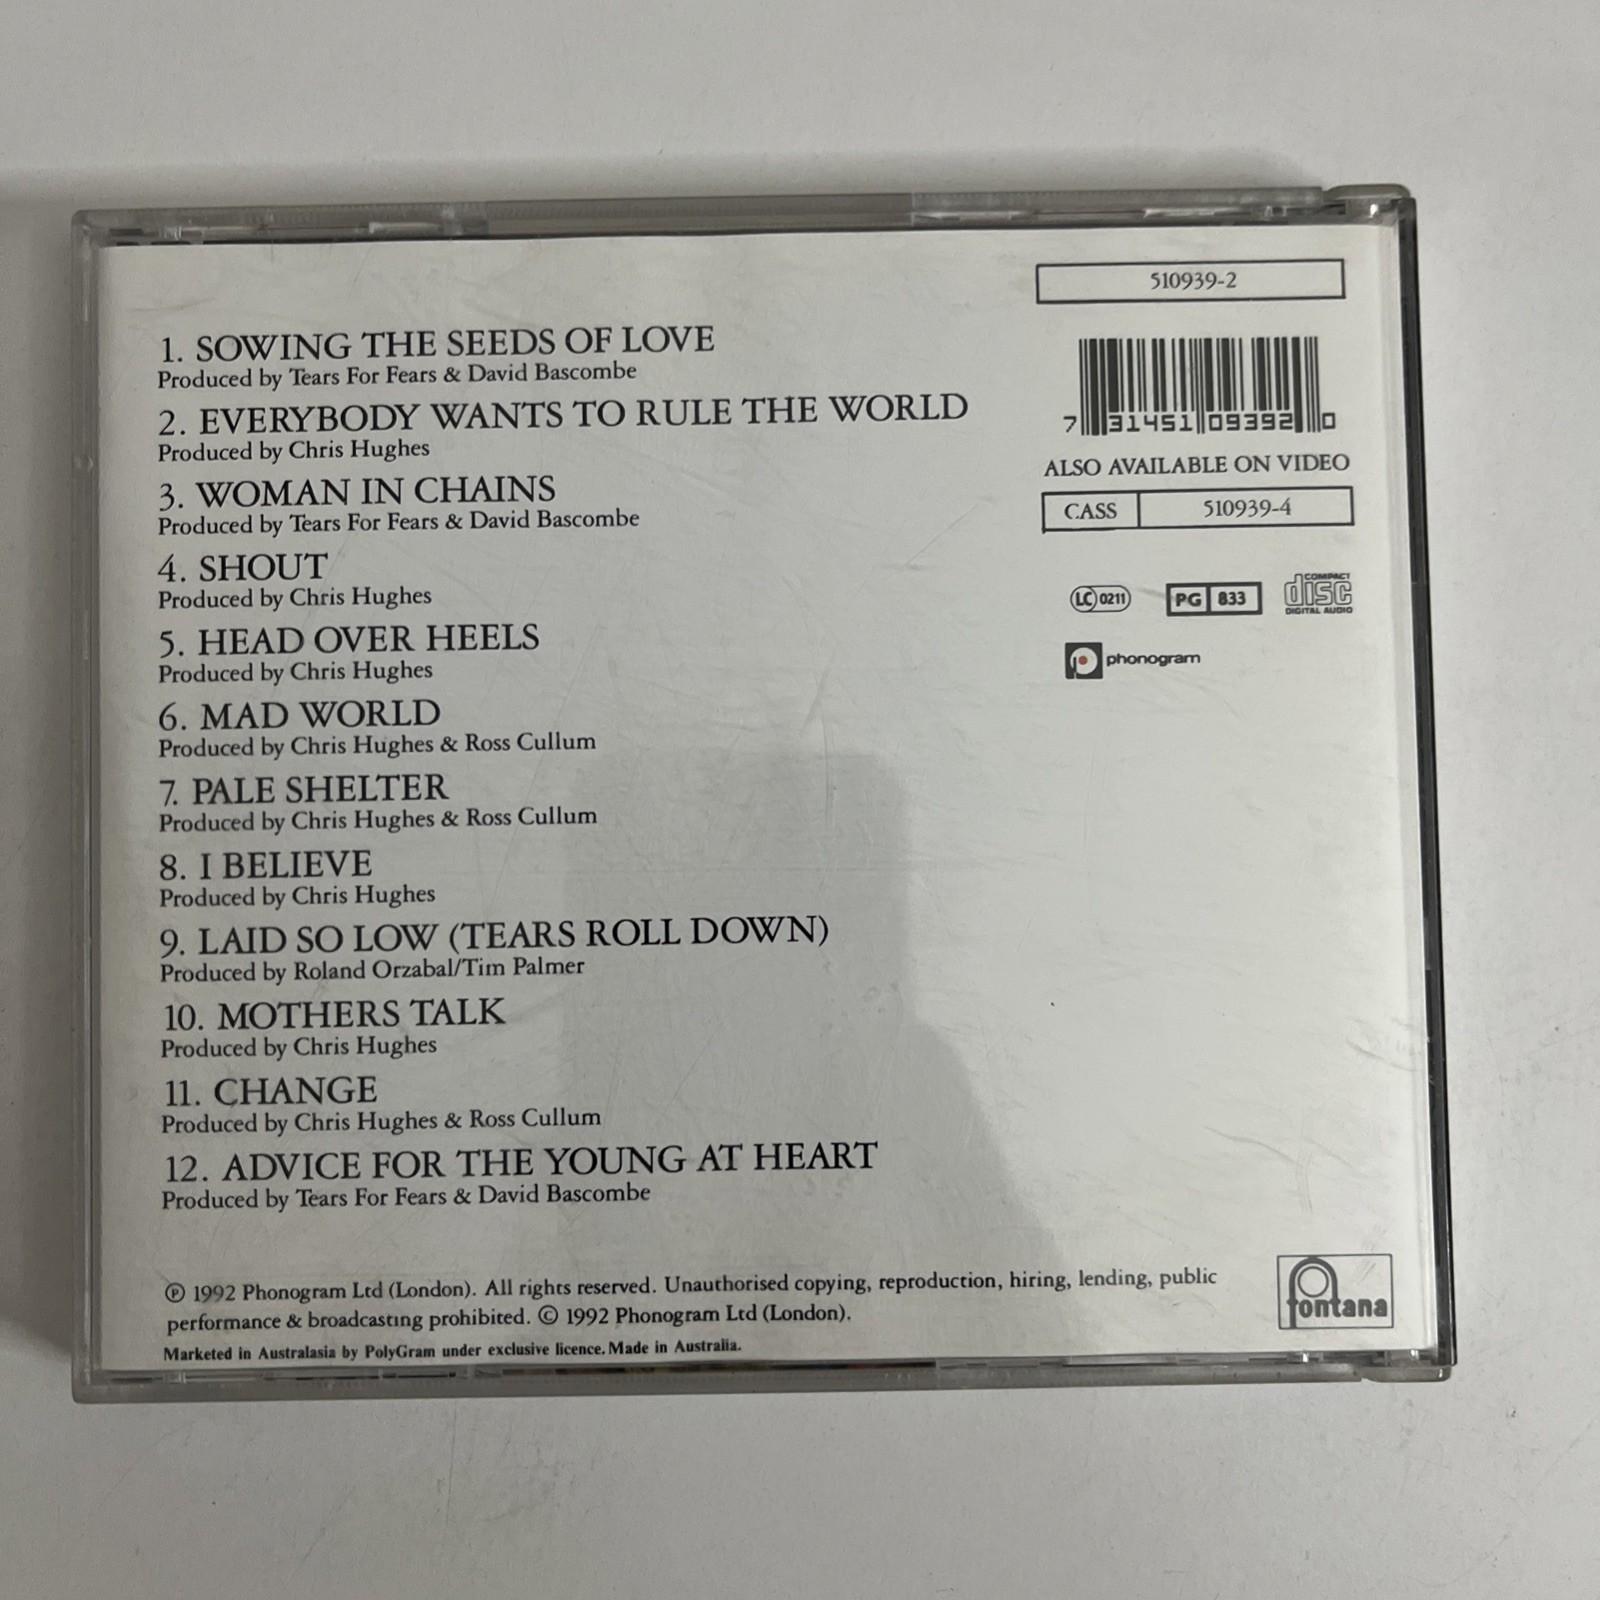 510939-2
1. SOWING THE SEEDS OF LOVE
Produced by Tears For Fears & David Bascombe
2. EVERYBODY WANTS TO RULE THE WORLD
Produced by Chris Hughes
3. WOMAN IN CHAINS
Produced by Tears For Fears & David Bascombe
4. SHOUT
Produced by Chris Hughes
5. HEAD OVER HEELS
Produced by Chris Hughes
6. MAD WORLD
Produced by Chris Hughes & Ross Cullum
7. PALE SHELTER
Produced by Chris Hughes & Ross Cullum
8. I BELIEVE
Produced by Chris Hughes
9. LAID SO LOW (TEARS ROLL DOWN)
Produced by Roland Orzabal/Tim Palmer
10. MOTHERS TALK
Produced by Chris Hughes
11. CHANGE
Produced by Chris Hughes & Ross Cullum
12. ADVICE FOR THE YOUNG AT HEART
Produced by Tears For Fears & David Bascombe
7 31451 09392 0
ALSO AVAILABLE ON VIDEO
CASS 510939-4
LC 0211 PG 833 COMPACT disc DIGITAL AUDIO
phonogram
℗ 1992 Phonogram Ltd (London). All rights reserved. Unauthorised copying, reproduction, hiring, lending, public
performance & broadcasting prohibited. © 1992 Phonogram Ltd (London).
Marketed in Australasia by PolyGram under exclusive licence. Made in Australia.
fontana